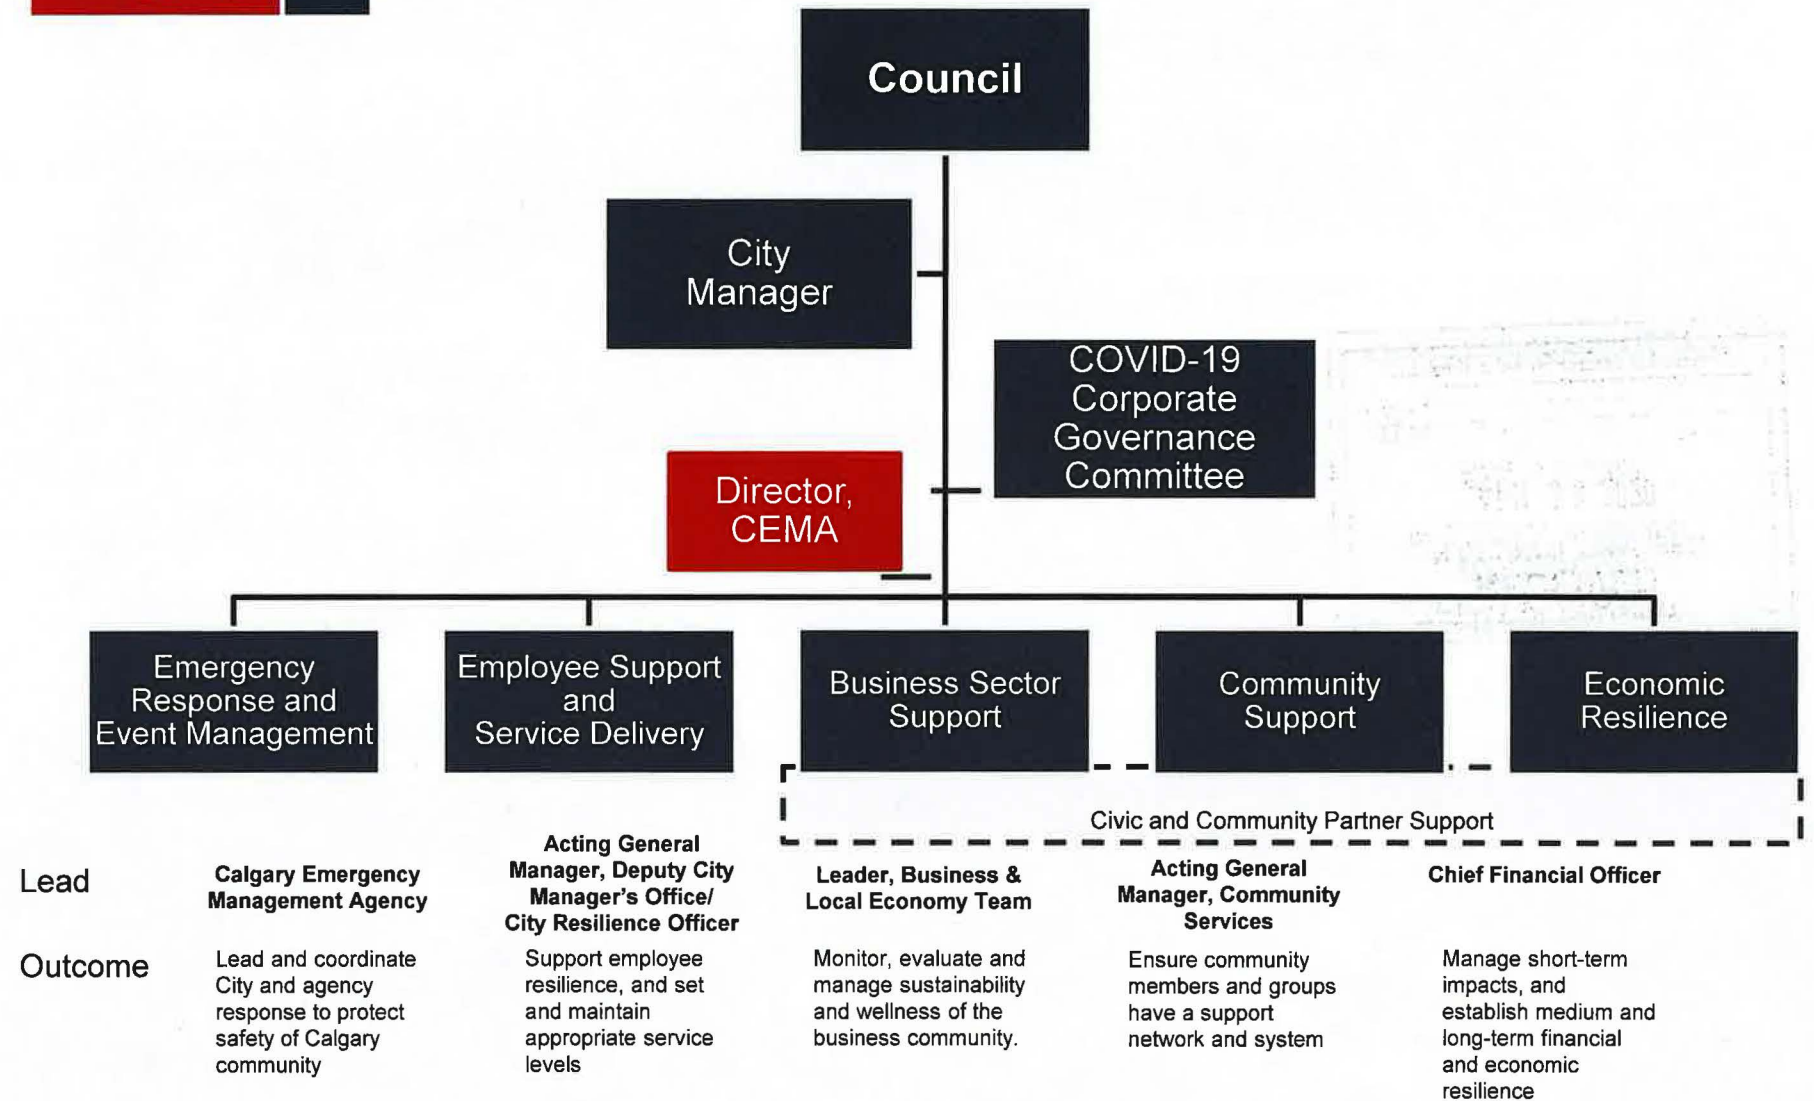 Council
City
Manager
COVID-19
Corporate
Governance
Committee
Director,
CEMA
Emergency
Response and
Event Management
Employee Support
and
Service Delivery
Business Sector
Support
Community
Support
Economic
Resilience
Civic and Community Partner Support
Lead
Calgary Emergency
Management Agency
Acting General
Manager, Deputy City
Manager's Office/
City Resilience Officer
Leader, Business &
Local Economy Team
Acting General
Manager, Community
Services
Chief Financial Officer
Outcome
Lead and coordinate
City and agency
response to protect
safety of Calgary
community
Support employee
resilience, and set
and maintain
appropriate service
levels
Monitor, evaluate and
manage sustainability
and wellness of the
business community.
Ensure community
members and groups
have a support
network and system
Manage short-term
impacts, and
establish medium and
long-term financial
and economic
resilience